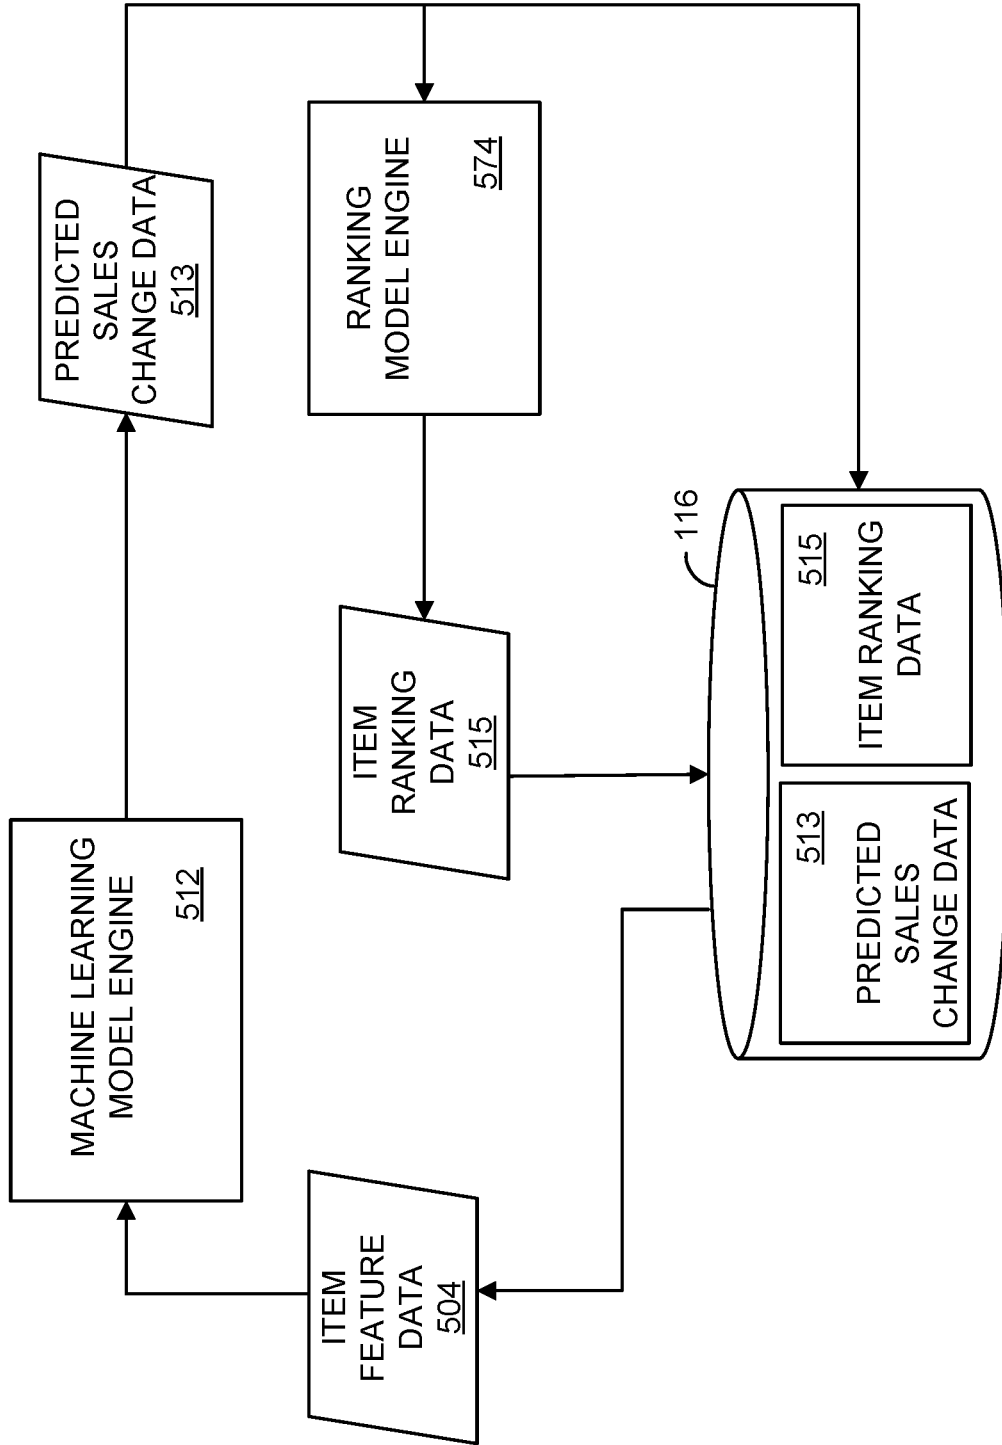 MACHINE LEARNING
MODEL ENGINE
512
PREDICTED
SALES
CHANGE DATA
513
ITEM
FEATURE
DATA
504
ITEM
RANKING
DATA
515
RANKING
MODEL ENGINE
574
116
513
PREDICTED
SALES
CHANGE DATA
515
ITEM RANKING
DATA